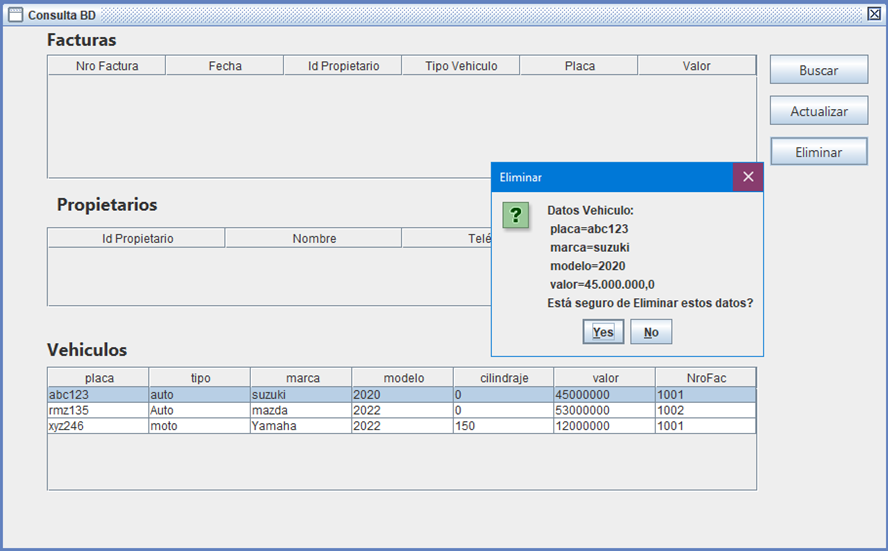 Consulta BD
Facturas
Nro Factura Fecha Id Propietario Tipo Vehiculo Placa Valor
Buscar
Actualizar
Eliminar
Eliminar
? Datos Vehiculo:
placa=abc123
marca=suzuki
modelo=2020
valor=45.000.000,0
Está seguro de Eliminar estos datos?
Yes No
Propietarios
Id Propietario Nombre Telé
Vehiculos
placa tipo marca modelo cilindraje valor NroFac
abc123 auto suzuki 2020 0 45000000 1001
rmz135 Auto mazda 2022 0 53000000 1002
xyz246 moto Yamaha 2022 150 12000000 1001